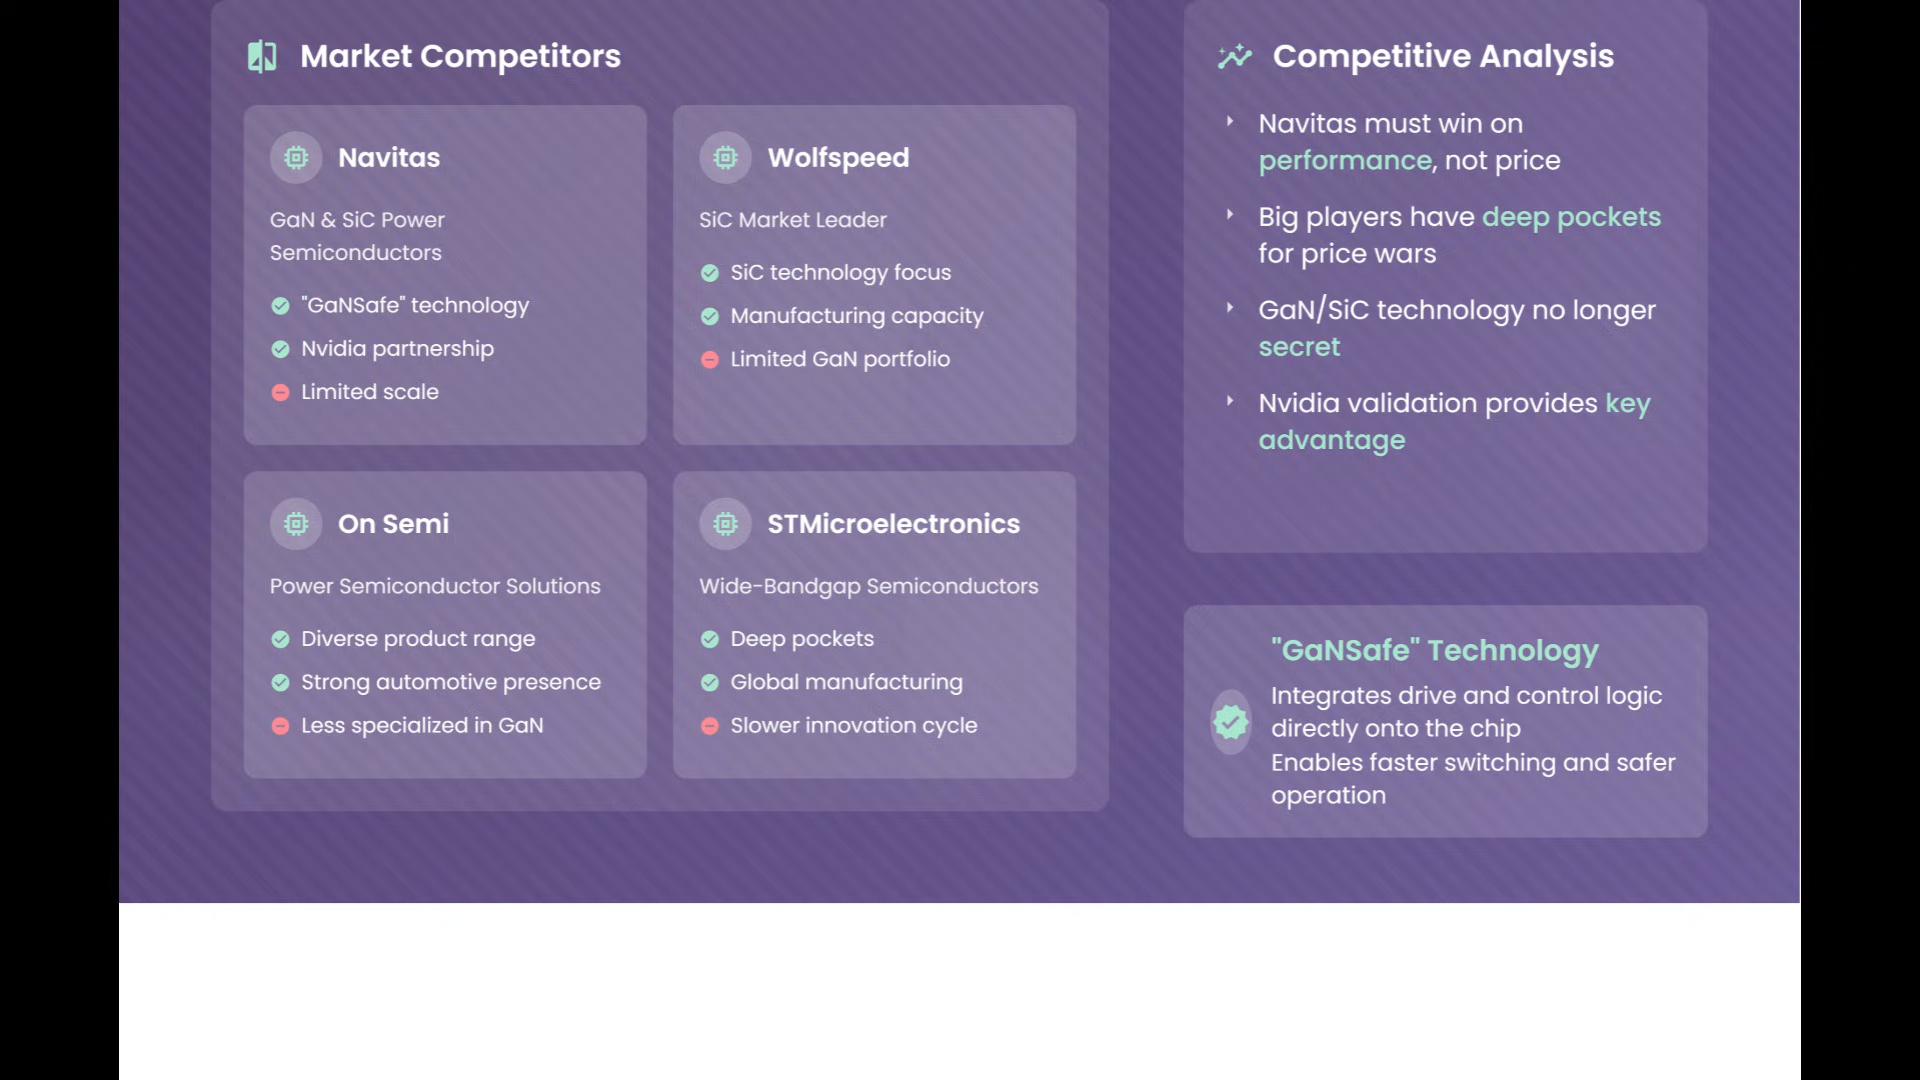 Market Competitors
Navitas
GaN & SiC Power
Semiconductors
"GaNSafe" technology
Nvidia partnership
Limited scale
Wolfspeed
SiC Market Leader
SiC technology focus
Manufacturing capacity
Limited GaN portfolio
On Semi
Power Semiconductor Solutions
Diverse product range
Strong automotive presence
Less specialized in GaN
STMicroelectronics
Wide-Bandgap Semiconductors
Deep pockets
Global manufacturing
Slower innovation cycle
Competitive Analysis
Navitas must win on
performance, not price
Big players have deep pockets
for price wars
GaN/SiC technology no longer
secret
Nvidia validation provides key
advantage
"GaNSafe" Technology
Integrates drive and control logic
directly onto the chip
Enables faster switching and safer
operation